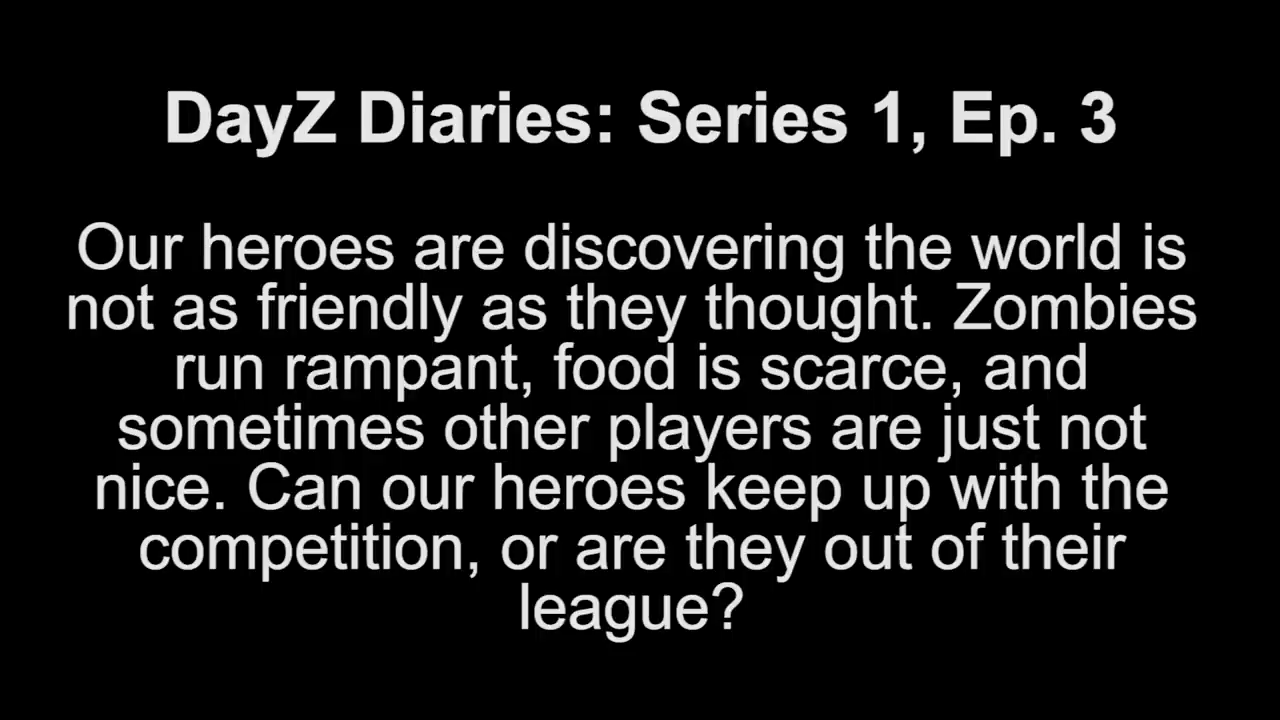 DayZ Diaries: Series 1, Ep. 3
Our heroes are discovering the world is
not as friendly as they thought. Zombies
run rampant, food is scarce, and
sometimes other players are just not
nice. Can our heroes keep up with the
competition, or are they out of their
league?